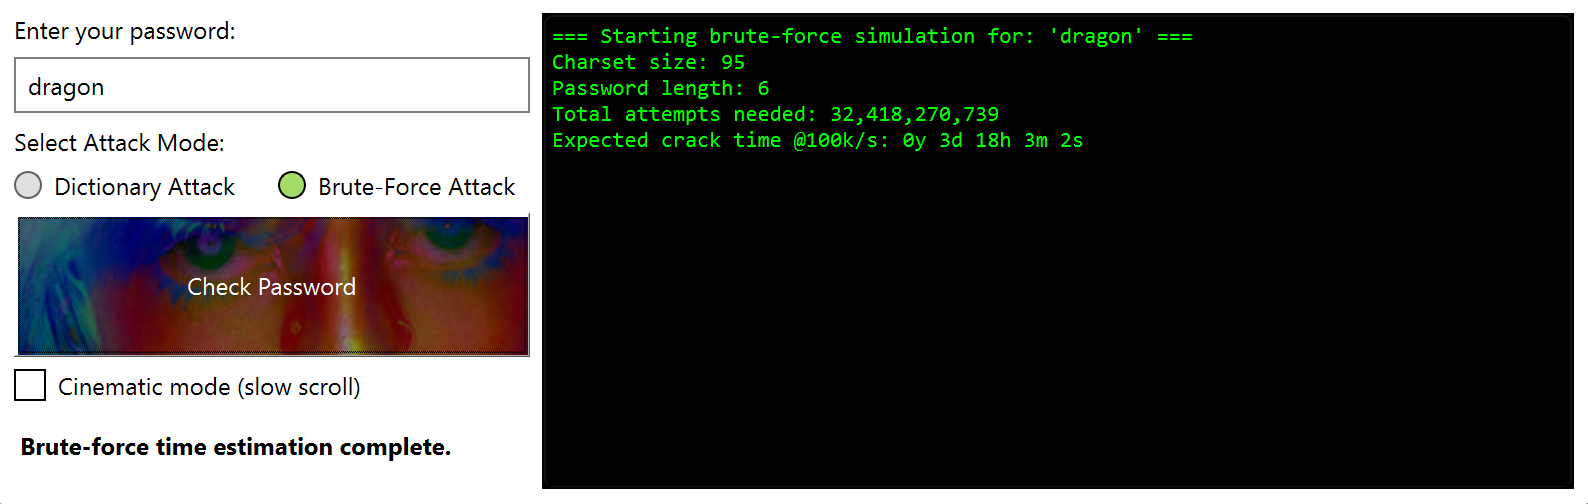 Enter your password:
dragon
Select Attack Mode:
Dictionary Attack
Brute-Force Attack
Check Password
Cinematic mode (slow scroll)
Brute-force time estimation complete.
=== Starting brute-force simulation for: 'dragon' ===
Charset size: 95
Password length: 6
Total attempts needed: 32,418,270,739
Expected crack time @100k/s: 0y 3d 18h 3m 2s